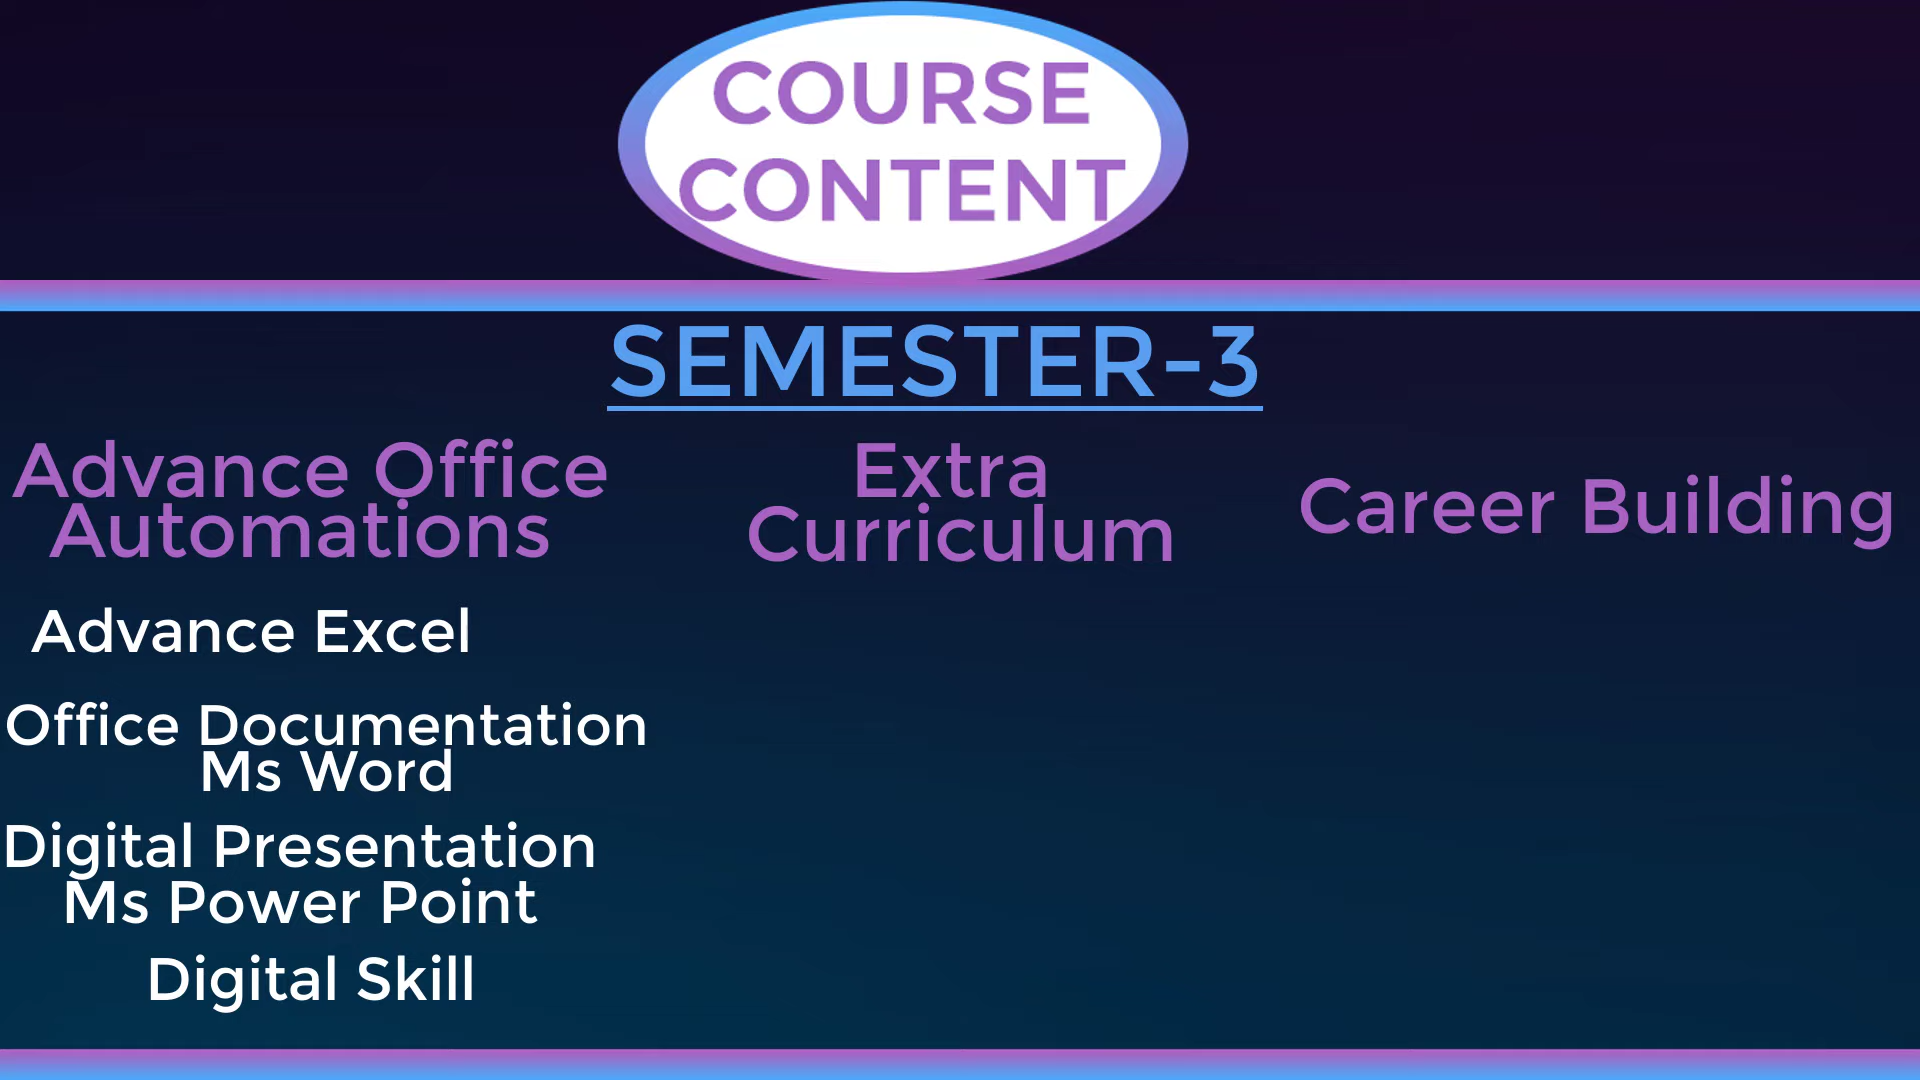 COURSE
CONTENT
SEMESTER-3
Advance Office
Automations
Extra
Curriculum
Career Building
Advance Excel
Office Documentation
Ms Word
Digital Presentation
Ms Power Point
Digital Skill